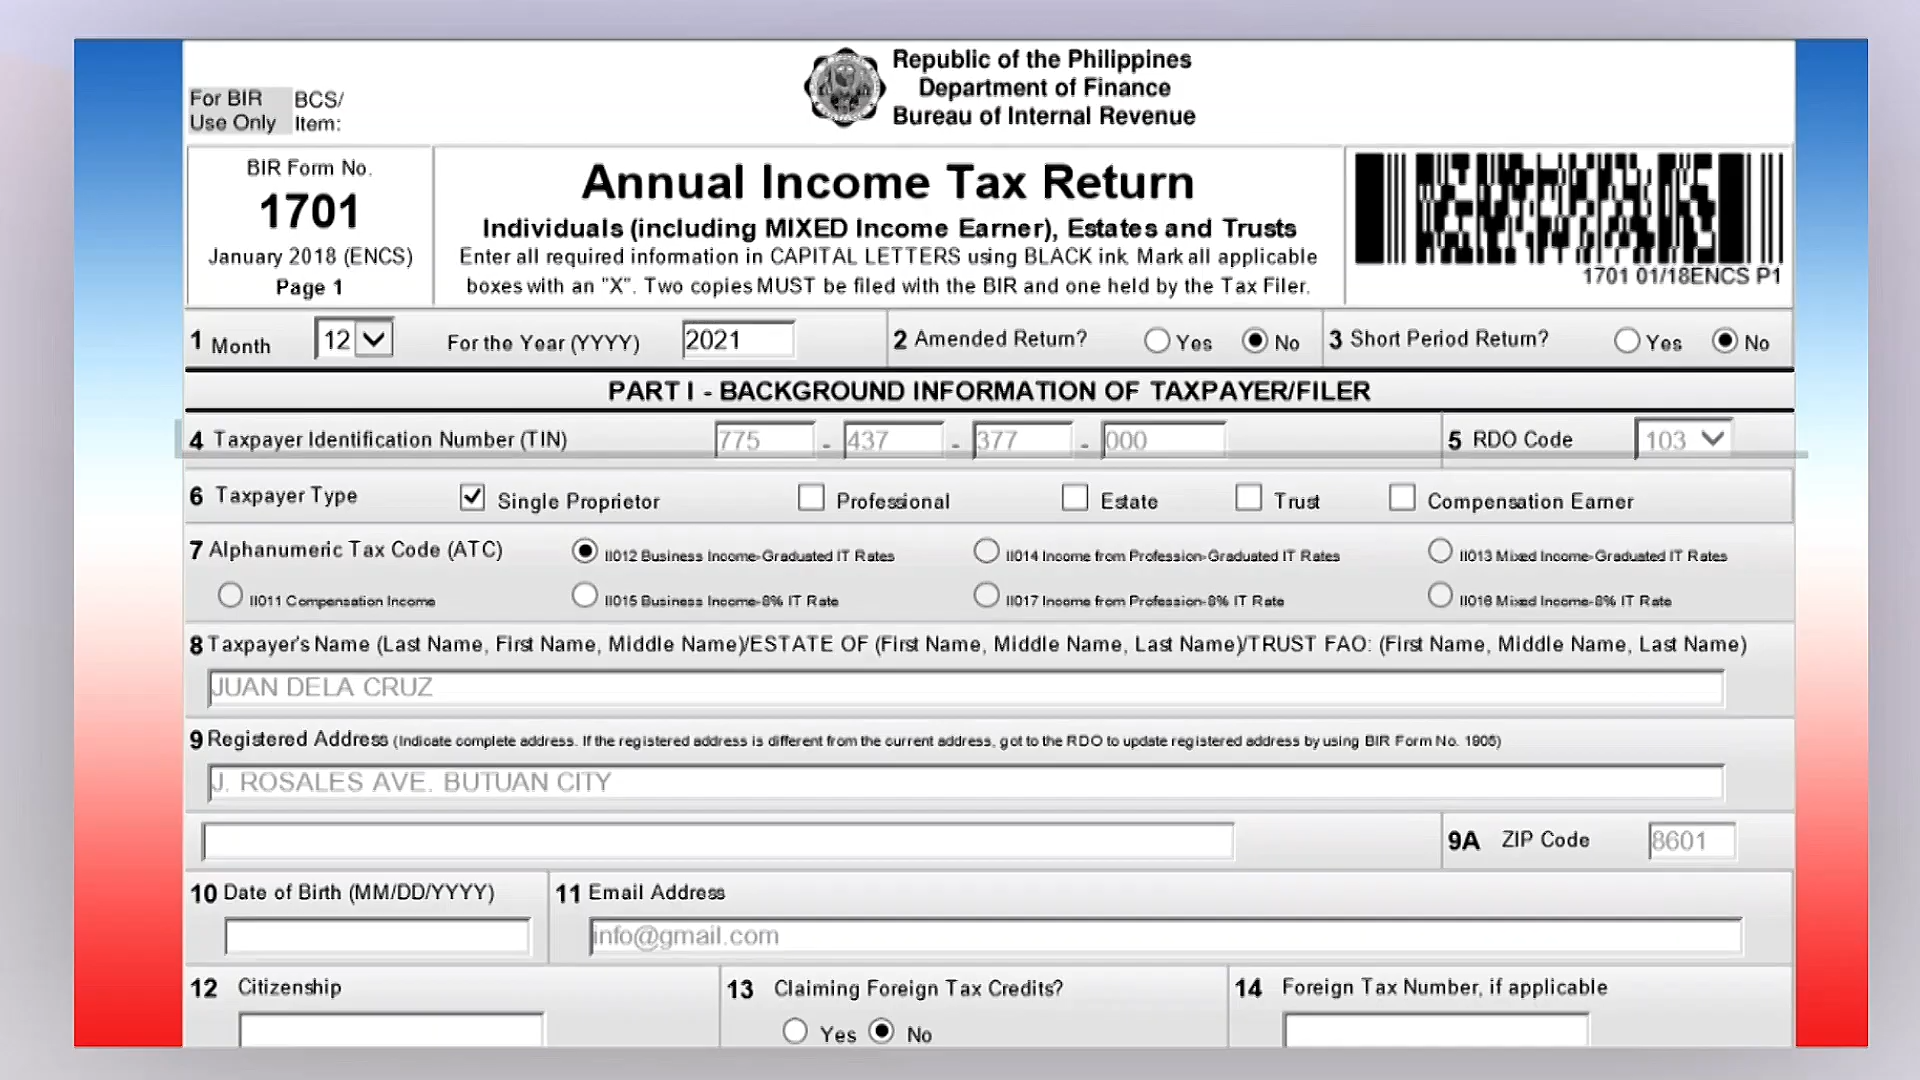 Republic of the Philippines
Department of Finance
Bureau of Internal Revenue
For BIR BCS/
Use Only Item:
BIR Form No.
1701
January 2018 (ENCS)
Page 1
Annual Income Tax Return
Individuals (including MIXED Income Earner), Estates and Trusts
Enter all required information in CAPITAL LETTERS using BLACK ink. Mark all applicable
boxes with an "X". Two copies MUST be filed with the BIR and one held by the Tax Filer.
1701 01/18ENCS P1
1 Month 12 For the Year (YYYY) 2021 2 Amended Return? Yes No 3 Short Period Return? Yes No
PART I - BACKGROUND INFORMATION OF TAXPAYER/FILER
4 Taxpayer Identification Number (TIN) 775 - 437 - 377 - 000 5 RDO Code 103
6 Taxpayer Type Single Proprietor Professional Estate Trust Compensation Earner
7 Alphanumeric Tax Code (ATC) II012 Business Income-Graduated IT Rates II014 Income from Profession-Graduated IT Rates II013 Mixed Income-Graduated IT Rates
II011 Compensation Income II015 Business Income-8% IT Rate II017 Income from Profession-8% IT Rate II016 Mixed Income-8% IT Rate
8 Taxpayer's Name (Last Name, First Name, Middle Name)/ESTATE OF (First Name, Middle Name, Last Name)/TRUST FAO: (First Name, Middle Name, Last Name)
JUAN DELA CRUZ
9 Registered Address (Indicate complete address. If the registered address is different from the current address, got to the RDO to update registered address by using BIR Form No. 1905)
J. ROSALES AVE. BUTUAN CITY
9A ZIP Code 8601
10 Date of Birth (MM/DD/YYYY) 11 Email Address
info@gmail.com
12 Citizenship 13 Claiming Foreign Tax Credits? 14 Foreign Tax Number, if applicable
Yes No